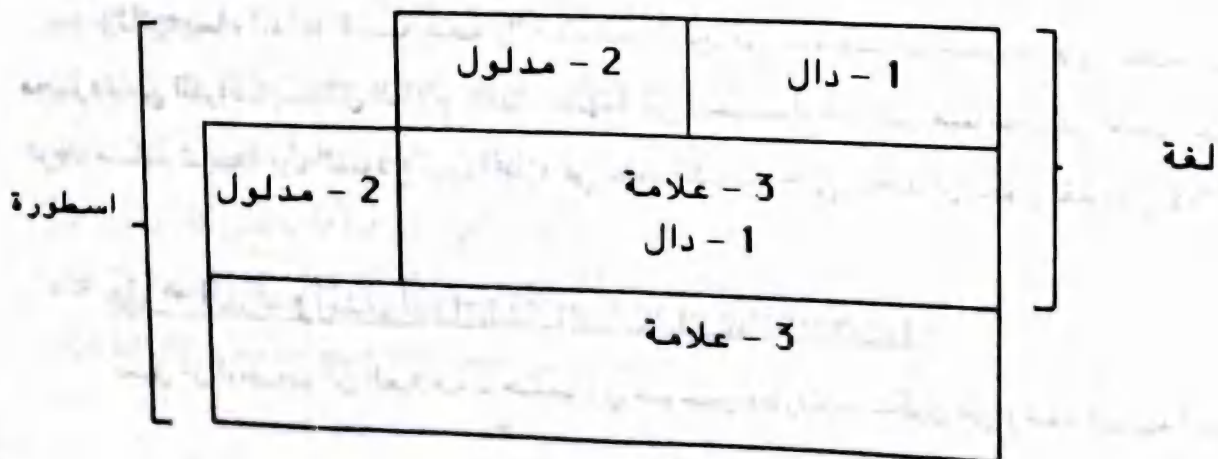 1 - دال
2 - مدلول
لغة
3 - علامة
1 - دال
2 - مدلول
اسطورة
3 - علامة